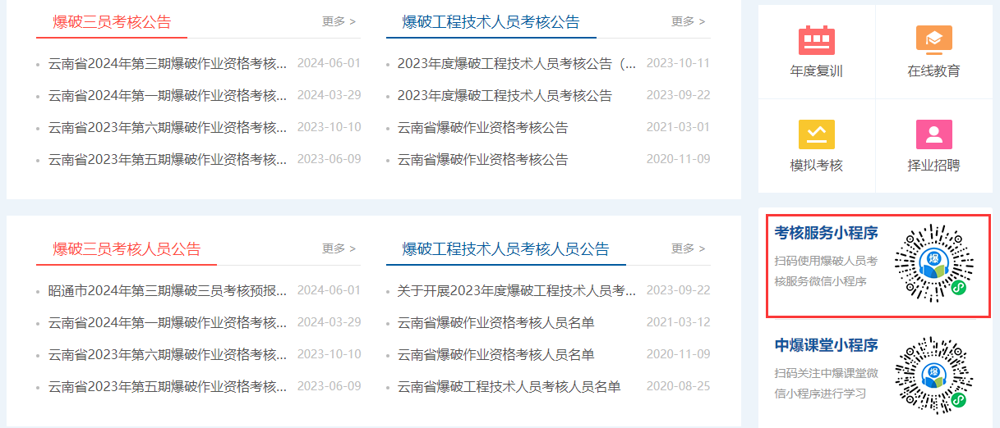 爆破三员考核公告
更多 >
云南省2024年第三期爆破作业资格考核... 2024-06-01
云南省2024年第一期爆破作业资格考核... 2024-03-29
云南省2023年第六期爆破作业资格考核... 2023-10-10
云南省2023年第五期爆破作业资格考核... 2023-06-09
爆破工程技术人员考核公告
更多 >
2023年度爆破工程技术人员考核公告（... 2023-10-11
2023年度爆破工程技术人员考核公告 2023-09-22
云南省爆破作业资格考核公告 2021-03-01
云南省爆破作业资格考核公告 2020-11-09
爆破三员考核人员公告
更多 >
昭通市2024年第三期爆破三员考核预报... 2024-06-01
云南省2024年第一期爆破作业资格考核... 2024-03-29
云南省2023年第六期爆破作业资格考核... 2023-10-10
云南省2023年第五期爆破作业资格考核... 2023-06-09
爆破工程技术人员考核人员公告
更多 >
关于开展2023年度爆破工程技术人员考... 2023-09-22
云南省爆破作业资格考核人员名单 2021-03-12
云南省爆破作业资格考核人员名单 2020-11-09
云南省爆破工程技术人员考核人员名单 2020-08-25
年度复训
在线教育
模拟考核
择业招聘
考核服务小程序
扫码使用爆破人员考
核服务微信小程序
爆
中爆课堂小程序
扫码关注中爆课堂微
信小程序进行学习
爆